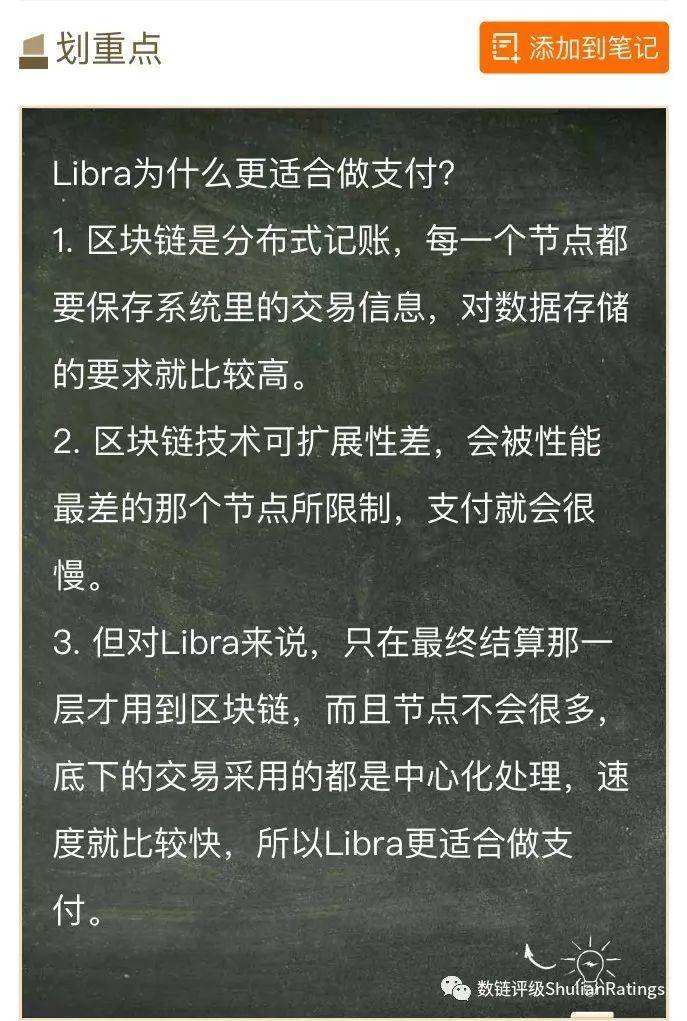 划重点
添加到笔记
Libra为什么更适合做支付？
1. 区块链是分布式记账，每一个节点都
要保存系统里的交易信息，对数据存储
的要求就比较高。
2. 区块链技术可扩展性差，会被性能
最差的那个节点所限制，支付就会很
慢。
3. 但对Libra来说，只在最终结算那一
层才用到区块链，而且节点不会很多，
底下的交易采用的都是中心化处理，速
度就比较快，所以Libra更适合做支
付。
数链评级ShulianRatings